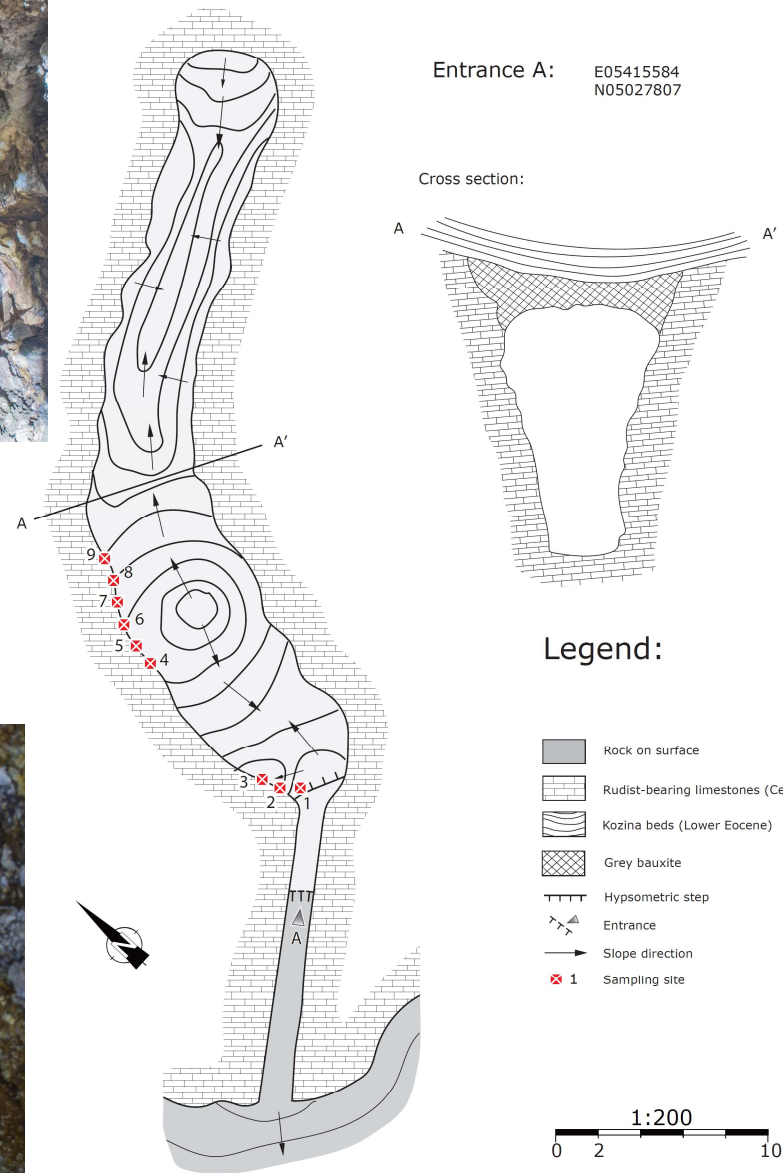 Entrance A:
E05415584
N05027807
Cross section:
A
A’
A’
A
9
8
7
6
5
4
3
2
1
A
Legend:
Rock on surface
Rudist-bearing limestones
Kozina beds (Lower Eocene)
Grey bauxite
Hypsometric step
Entrance
Slope direction
1 Sampling site
1:200
0 2 10